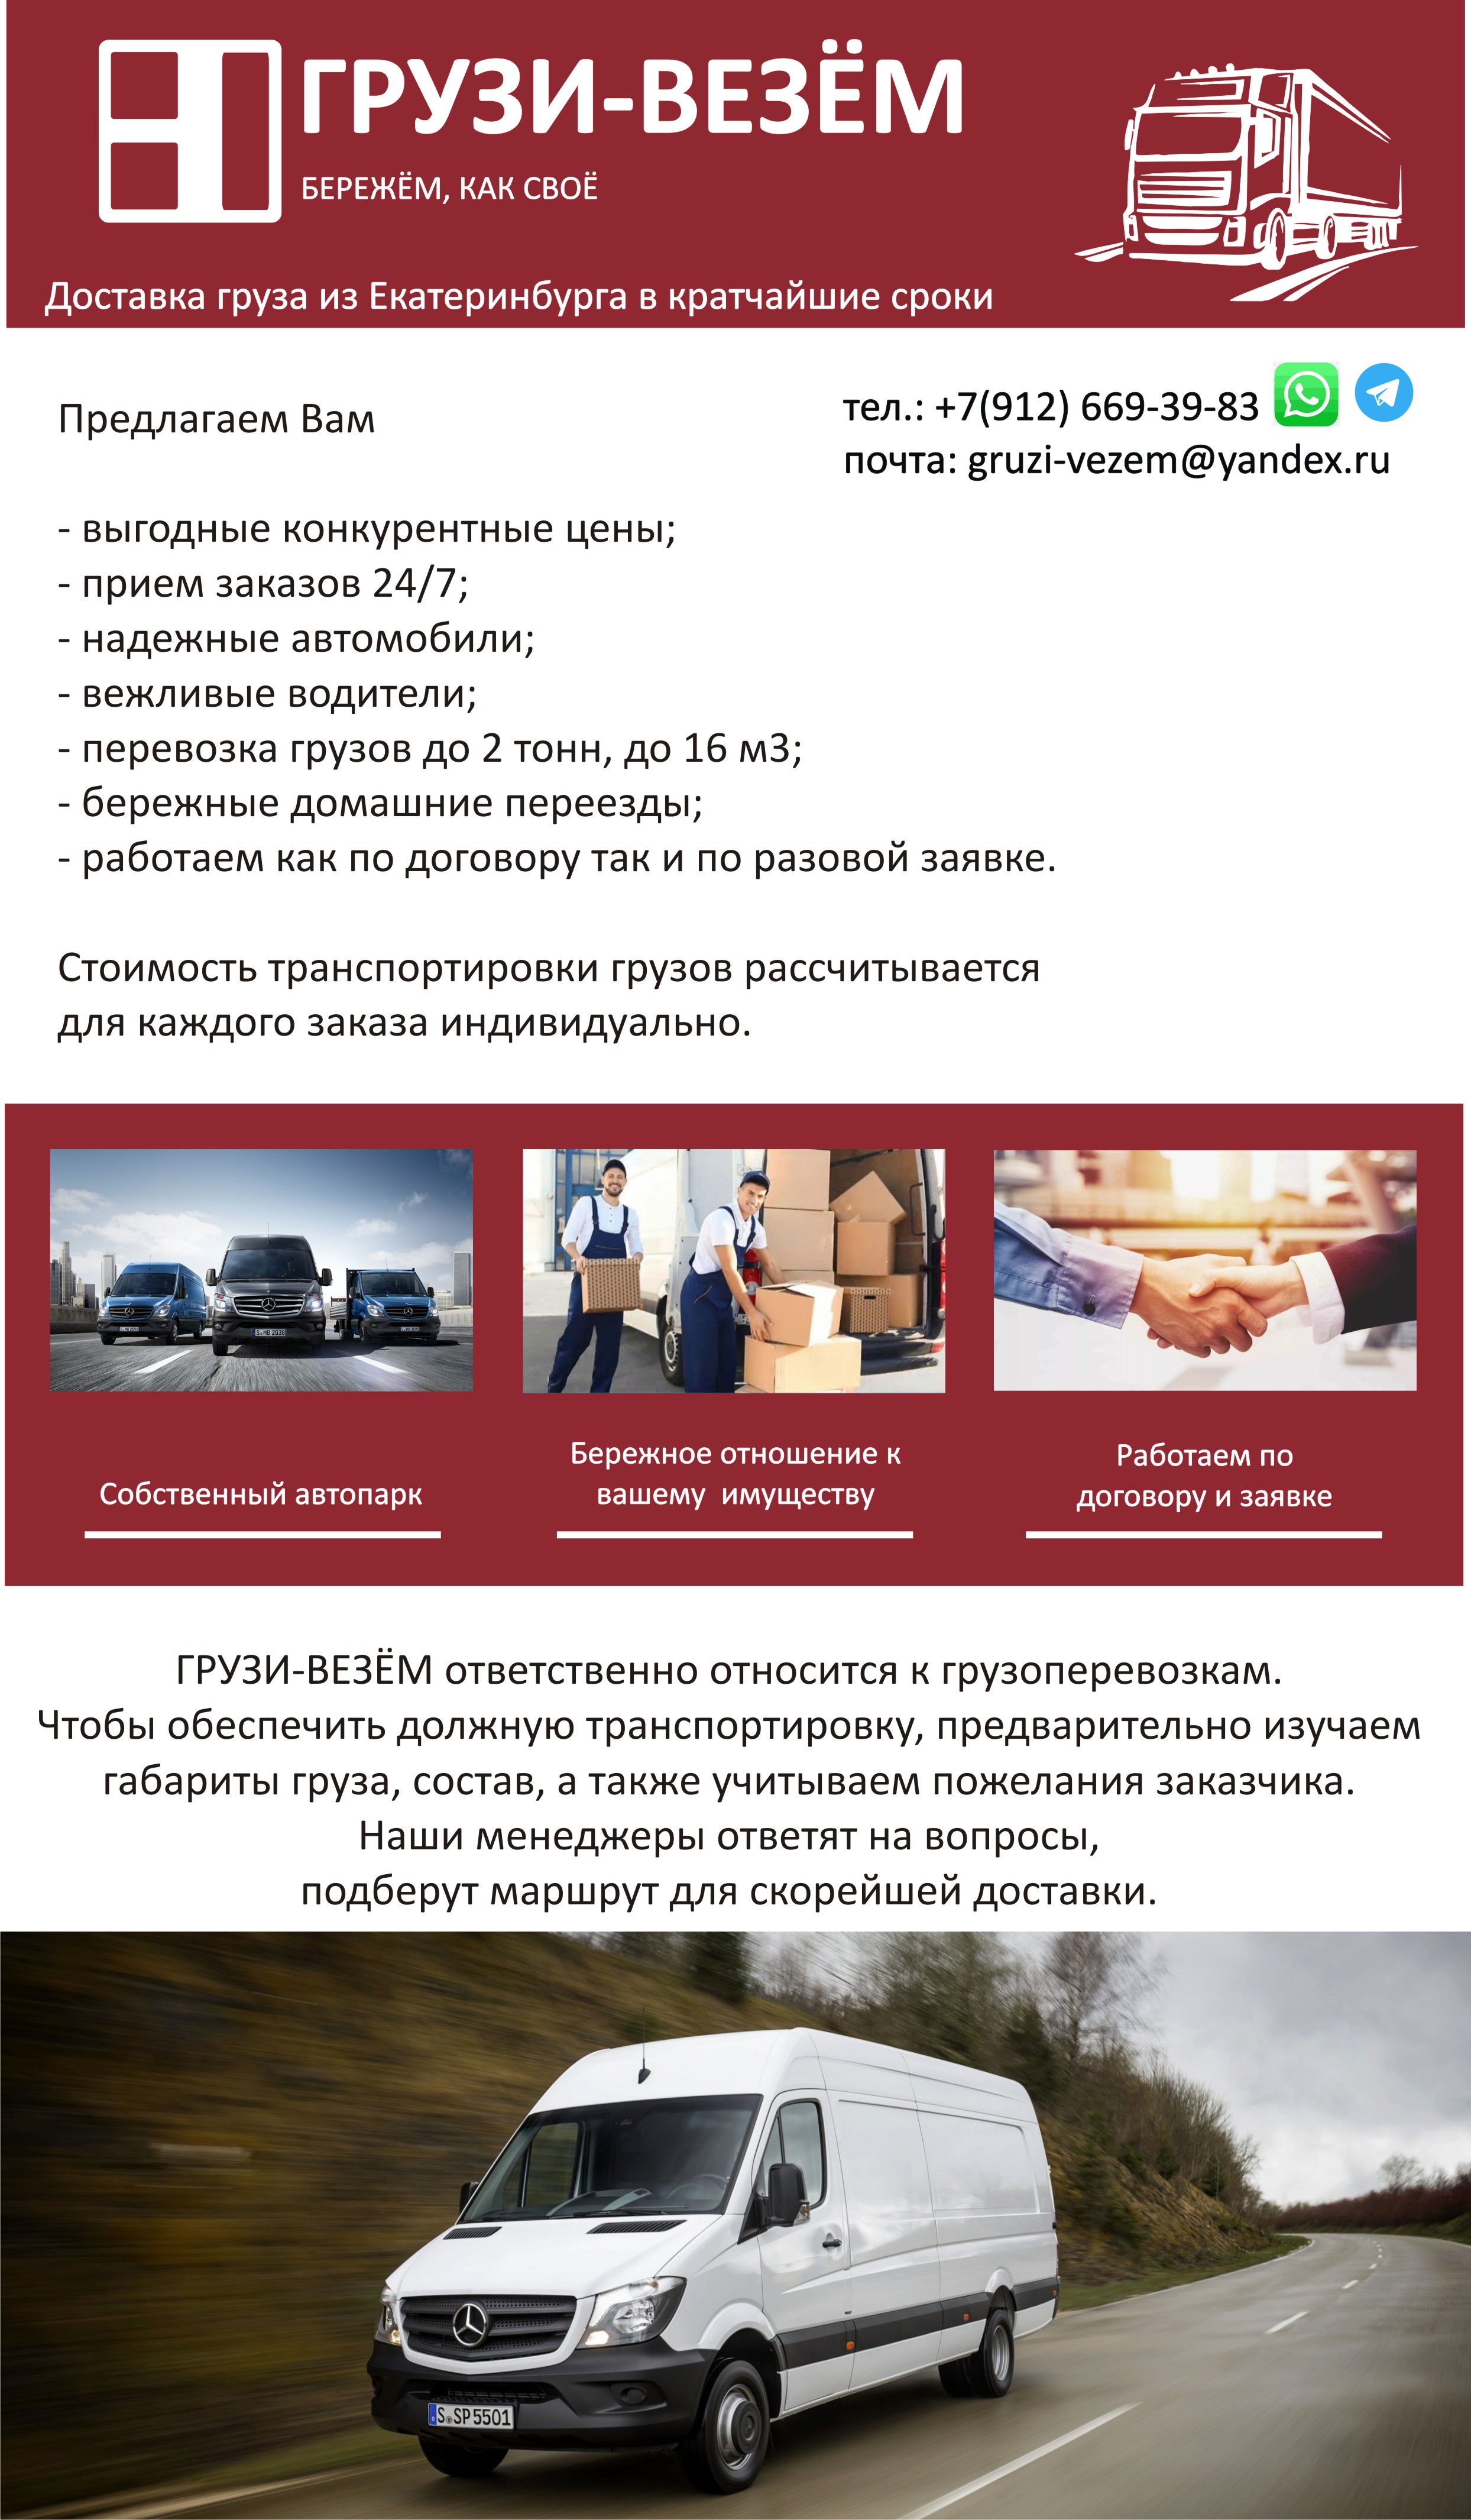 ГРУЗИ-ВЕЗЁМ
БЕРЕЖЁМ, КАК СВОЁ
Доставка груза из Екатеринбурга в кратчайшие сроки
тел.: +7(912) 669-39-83
почта: gruzi-vezem@yandex.ru
Предлагаем Вам
- выгодные конкурентные цены;
- прием заказов 24/7;
- надежные автомобили;
- вежливые водители;
- перевозка грузов до 2 тонн, до 16 м3;
- бережные домашние переезды;
- работаем как по договору так и по разовой заявке.
Стоимость транспортировки грузов рассчитывается
для каждого заказа индивидуально.
S MB 2028
Собственный автопарк
Бережное отношение к
вашему имуществу
Работаем по
договору и заявке
ГРУЗИ-ВЕЗЁМ ответственно относится к грузоперевозкам.
Чтобы обеспечить должную транспортировку, предварительно изучаем
габариты груза, состав, а также учитываем пожелания заказчика.
Наши менеджеры ответят на вопросы,
подберут маршрут для скорейшей доставки.
S SP 5501